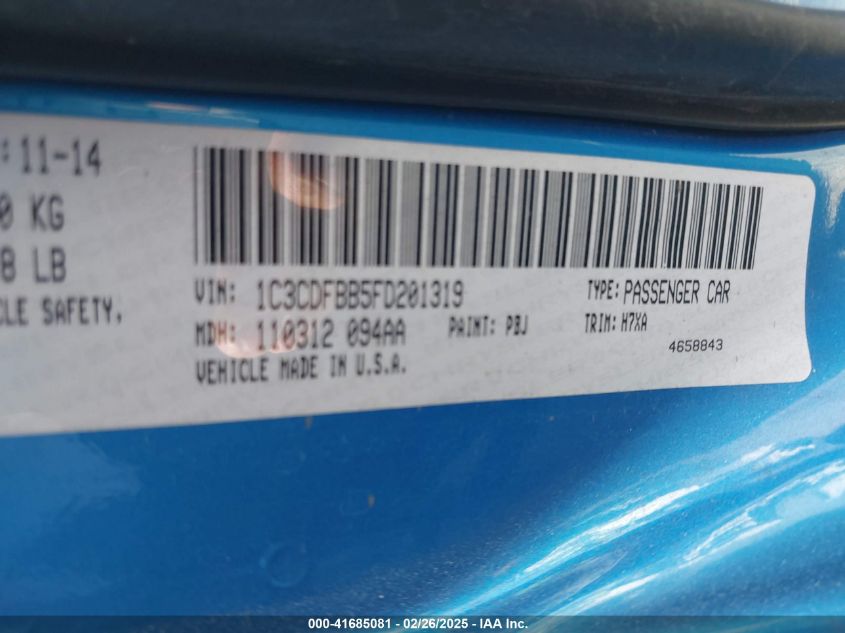 : 11-14
0 KG
8 LB
CLE SAFETY.
VIN: 1C3CDFBB5FD201319 TYPE: PASSENGER CAR
MDH: 110312 094AA PAINT: PBJ TRIM: H7XA
VEHICLE MADE IN U.S.A. 4658843
000-41685081 - 02/26/2025 - IAA Inc.